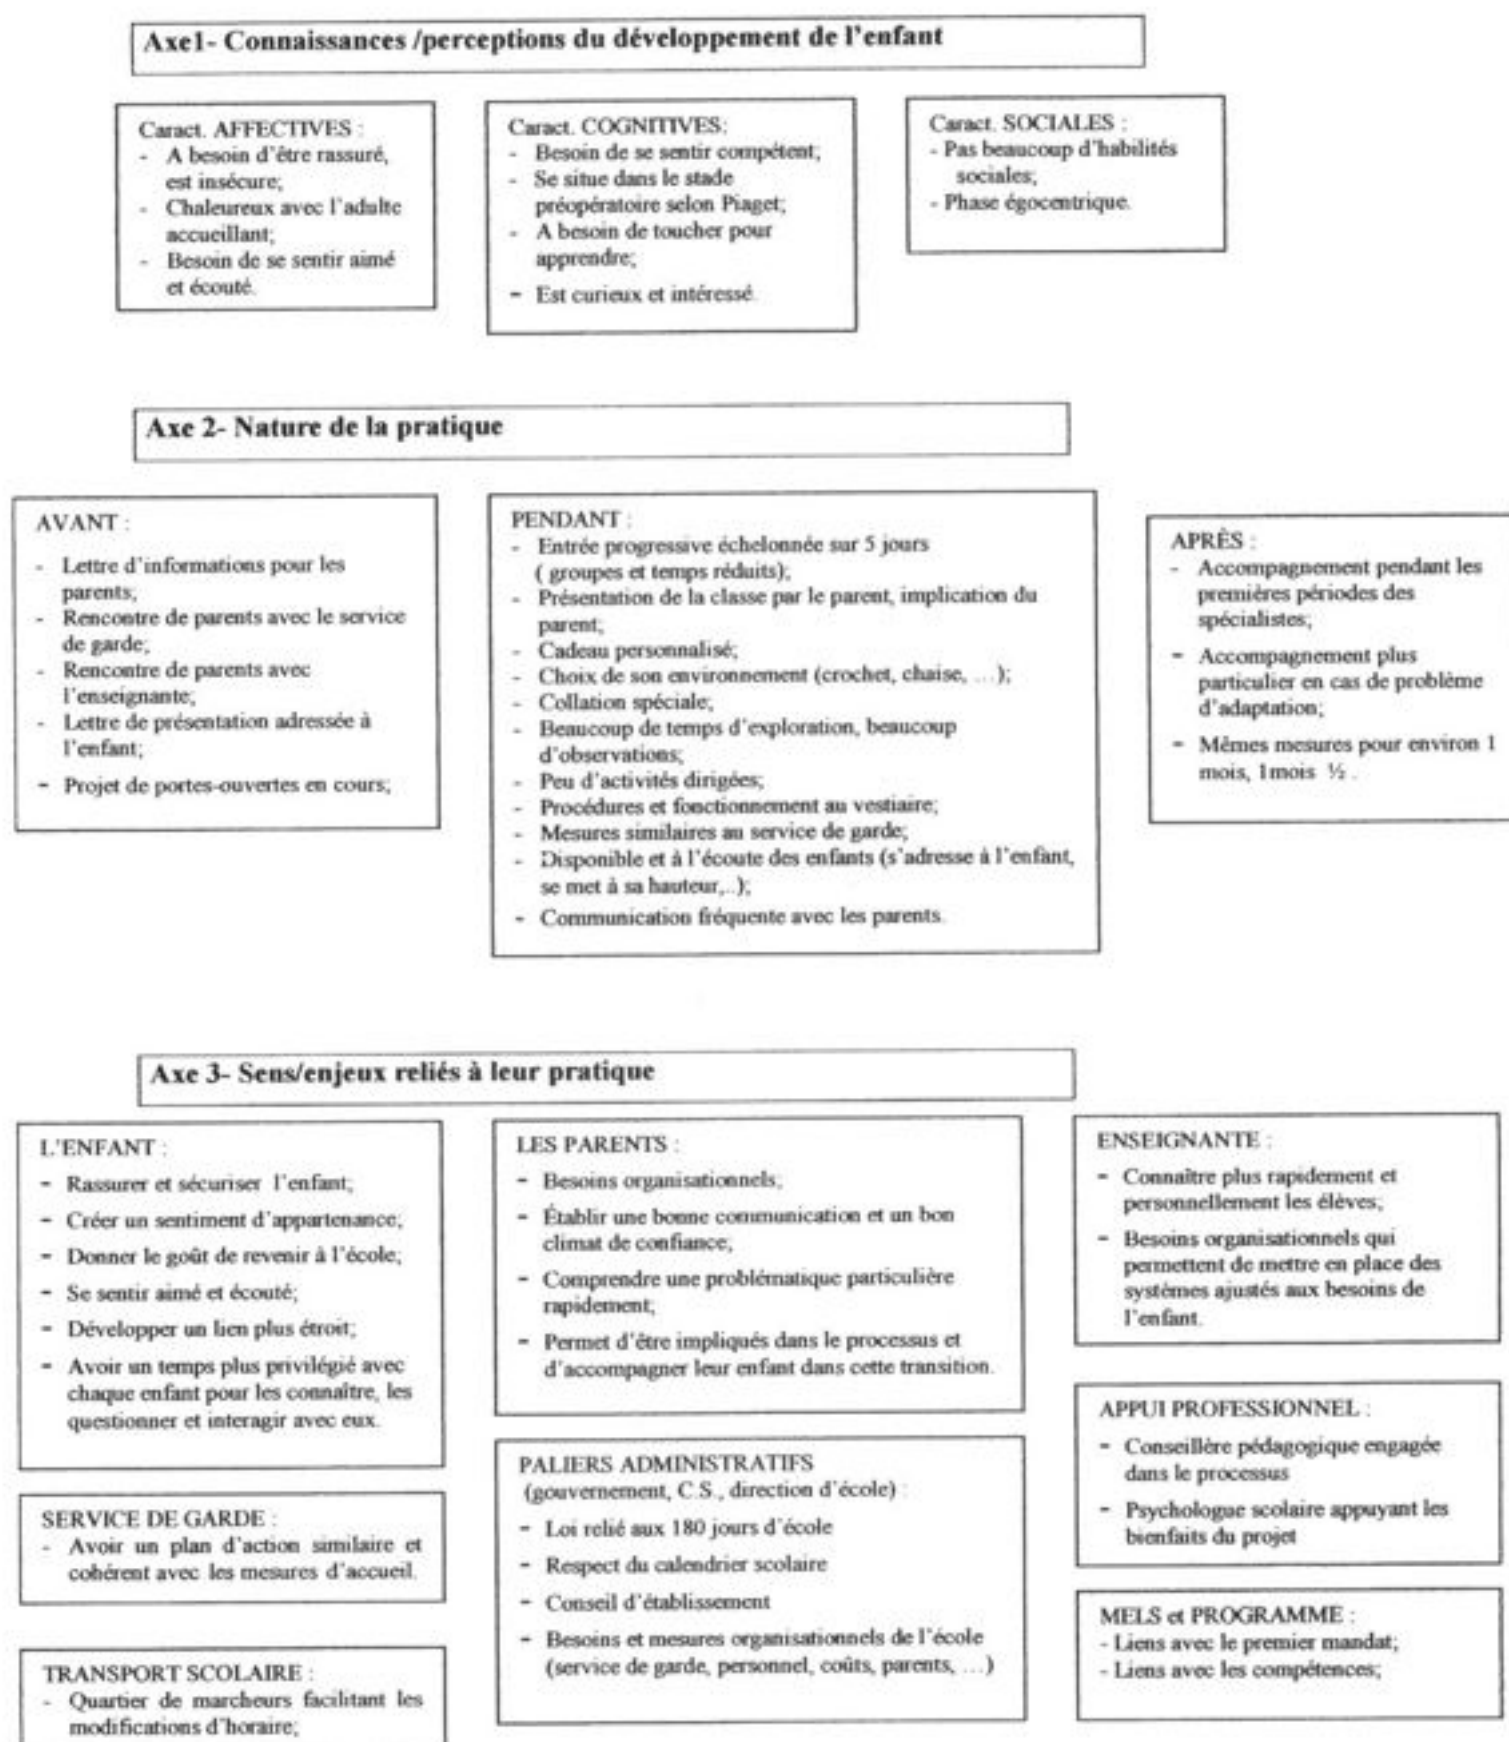 Axe1- Connaissances /perceptions du développement de l'enfant
Caract. AFFECTIVES :
- A besoin d'être rassuré,
est insécure;
- Chaleureux avec l'adulte
accueillant;
- Besoin de se sentir aimé
et écouté.
Caract. COGNITIVES:
- Besoin de se sentir compétent;
- Se situe dans le stade
préopératoire selon Piaget;
- A besoin de toucher pour
apprendre;
- Est curieux et intéressé.
Caract. SOCIALES :
- Pas beaucoup d'habilités
sociales;
- Phase égocentrique.
Axe 2- Nature de la pratique
AVANT :
- Lettre d'informations pour les
parents;
- Rencontre de parents avec le service
de garde;
- Rencontre de parents avec
l'enseignante;
- Lettre de présentation adressée à
l'enfant;
- Projet de portes-ouvertes en cours;
PENDANT :
- Entrée progressive échelonnée sur 5 jours
( groupes et temps réduits);
- Présentation de la classe par le parent, implication du
parent;
- Cadeau personnalisé;
- Choix de son environnement (crochet, chaise, …);
- Collation spéciale;
- Beaucoup de temps d'exploration, beaucoup
d'observations;
- Peu d'activités dirigées;
- Procédures et fonctionnement au vestiaire;
- Mesures similaires au service de garde;
- Disponible et à l'écoute des enfants (s'adresse à l'enfant,
se met à sa hauteur,..);
- Communication fréquente avec les parents.
APRÈS :
- Accompagnement pendant les
premières périodes des
spécialistes;
- Accompagnement plus
particulier en cas de problème
d'adaptation;
- Mêmes mesures pour environ 1
mois, 1mois ½ .
Axe 3- Sens/enjeux reliés à leur pratique
L'ENFANT :
- Rassurer et sécuriser l'enfant;
- Créer un sentiment d'appartenance;
- Donner le goût de revenir à l'école;
- Se sentir aimé et écouté;
- Développer un lien plus étroit;
- Avoir un temps plus privilégié avec
chaque enfant pour les connaître, les
questionner et interagir avec eux.
LES PARENTS :
- Besoins organisationnels;
- Établir une bonne communication et un bon
climat de confiance;
- Comprendre une problématique particulière
rapidement;
- Permet d'être impliqués dans le processus et
d'accompagner leur enfant dans cette transition.
ENSEIGNANTE :
- Connaître plus rapidement et
personnellement les élèves;
- Besoins organisationnels qui
permettent de mettre en place des
systèmes ajustés aux besoins de
l'enfant.
SERVICE DE GARDE :
- Avoir un plan d'action similaire et
cohérent avec les mesures d'accueil.
PALIERS ADMINISTRATIFS
(gouvernement, C.S., direction d'école) :
- Loi relié aux 180 jours d'école
- Respect du calendrier scolaire
- Conseil d'établissement
- Besoins et mesures organisationnels de l'école
(service de garde, personnel, coûts, parents, …)
APPUI PROFESSIONNEL :
- Conseillère pédagogique engagée
dans le processus
- Psychologue scolaire appuyant les
bienfaits du projet
TRANSPORT SCOLAIRE :
- Quartier de marcheurs facilitant les
modifications d'horaire;
MELS et PROGRAMME :
- Liens avec le premier mandat;
- Liens avec les compétences;